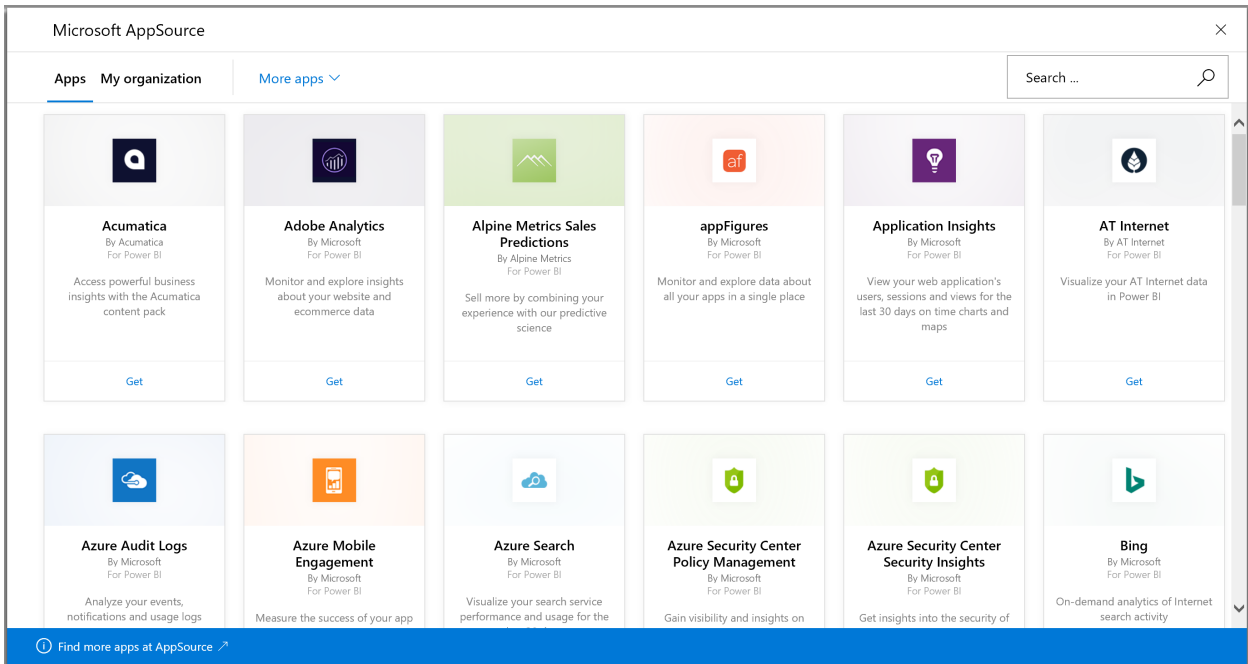 Microsoft AppSource
Apps My organization More apps
Search ...
af
Acumatica
By Acumatica
For Power BI
Access powerful business
insights with the Acumatica
content pack
Get
Adobe Analytics
By Microsoft
For Power BI
Monitor and explore insights
about your website and
ecommerce data
Get
Alpine Metrics Sales
Predictions
By Alpine Metrics
For Power BI
Sell more by combining your
experience with our predictive
science
Get
appFigures
By Microsoft
For Power BI
Monitor and explore data about
all your apps in a single place
Get
Application Insights
By Microsoft
For Power BI
View your web application's
users, sessions and views for the
last 30 days on time charts and
maps
Get
AT Internet
By AT Internet
For Power BI
Visualize your AT Internet data
in Power BI
Get
Azure Audit Logs
By Microsoft
For Power BI
Analyze your events,
notifications and usage logs
Azure Mobile
Engagement
By Microsoft
For Power BI
Measure the success of your app
Azure Search
By Microsoft
For Power BI
Visualize your search service
performance and usage for the
Azure Security Center
Policy Management
By Microsoft
For Power BI
Gain visibility and insights on
Azure Security Center
Security Insights
By Microsoft
For Power BI
Get insights into the security of
Bing
By Microsoft
For Power BI
On-demand analytics of Internet
search activity
Find more apps at AppSource